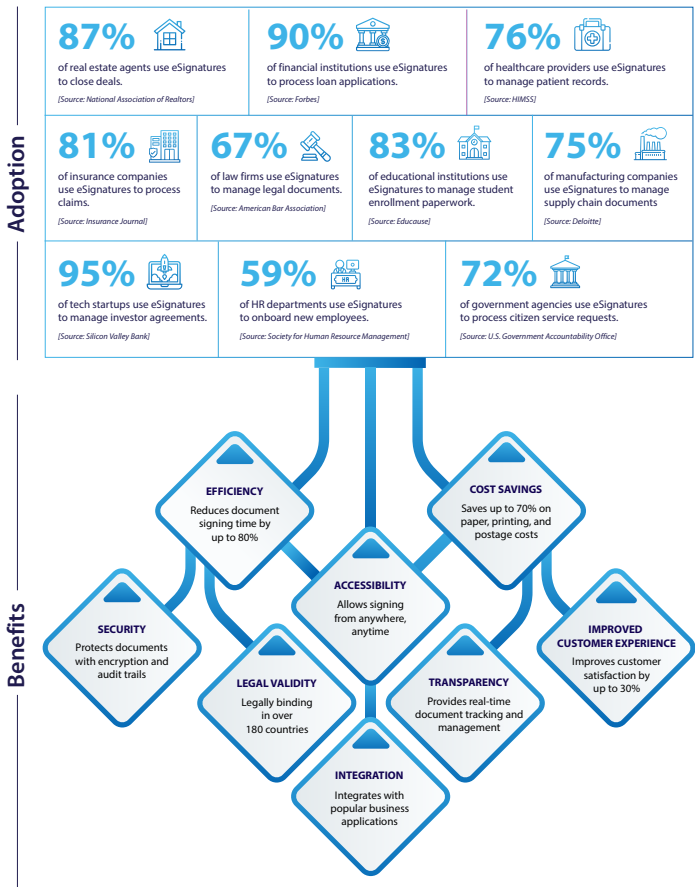 Adoption
87%
of real estate agents use eSignatures
to close deals.
[Source: National Association of Realtors]
90%
of financial institutions use eSignatures
to process loan applications.
[Source: Forbes]
76%
of healthcare providers use eSignatures
to manage patient records.
[Source: HIMSS]
81%
of insurance companies
use eSignatures to process
claims.
[Source: Insurance Journal]
67%
of law firms use eSignatures
to manage legal documents.
[Source: American Bar Association]
83%
of educational institutions use
eSignatures to manage student
enrollment paperwork.
[Source: Educause]
75%
of manufacturing companies
use eSignatures to manage
supply chain documents
[Source: Deloitte]
95%
of tech startups use eSignatures
to manage investor agreements.
[Source: Silicon Valley Bank]
59%
HR
of HR departments use eSignatures
to onboard new employees.
[Source: Society for Human Resource Management]
72%
of government agencies use eSignatures
to process citizen service requests.
[Source: U.S. Government Accountability Office]
Benefits
EFFICIENCY
Reduces document
signing time by
up to 80%
COST SAVINGS
Saves up to 70% on
paper, printing, and
postage costs
ACCESSIBILITY
Allows signing
from anywhere,
anytime
SECURITY
Protects documents
with encryption and
audit trails
IMPROVED
CUSTOMER EXPERIENCE
Improves customer
satisfaction by
up to 30%
LEGAL VALIDITY
Legally binding
in over
180 countries
TRANSPARENCY
Provides real-time
document tracking and
management
INTEGRATION
Integrates with
popular business
applications